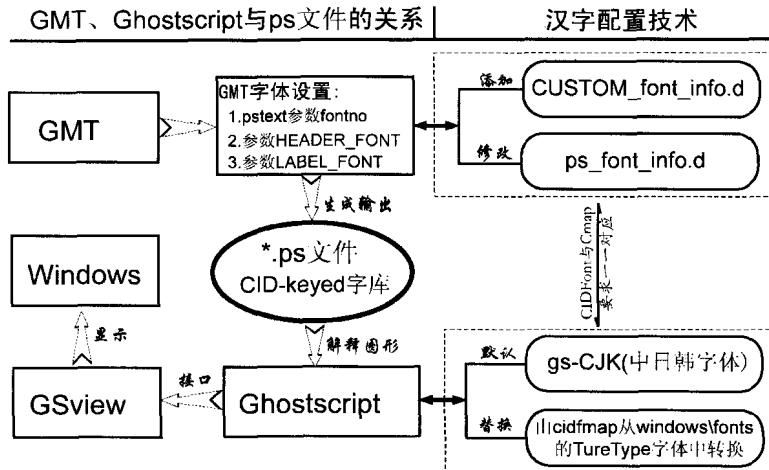 GMT、Ghostscript与ps文件的关系
汉字配置技术
GMT
GMT字体设置:
1.pstext参数fontno
2.参数HEADER_FONT
3.参数LABEL_FONT
添加
CUSTOM_font_info.d
修改
ps_font_info.d
生成输出
*.ps文件
CID-keyed字库
CIDFont与Cmap
要求一一对应
Windows
显示
解释图形
GSview
接口
Ghostscript
默认
gs-CJK(中日韩字体)
替换
由cidfmap从windows\fonts
的TureType字体中转换